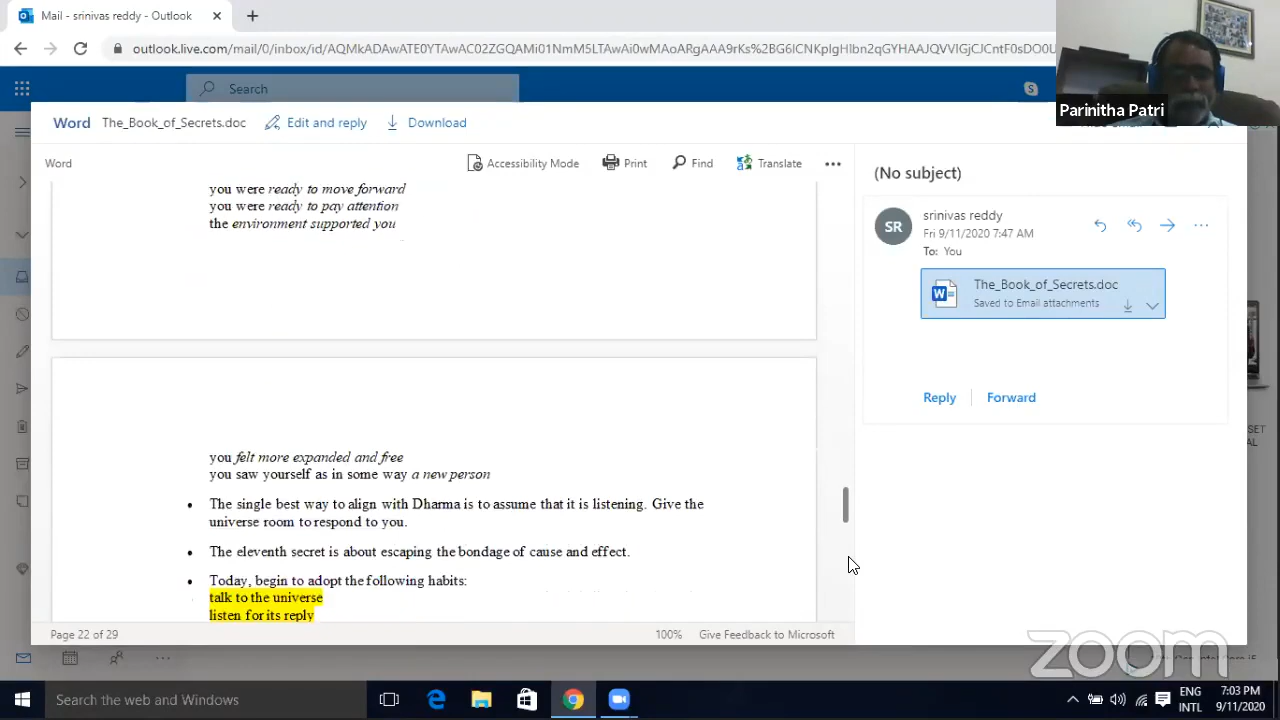 Mail - srinivas reddy - Outlook
outlook.live.com/mail/0/inbox/id/AQMkADAwATE0YTAwAC02ZGQAMi01NmM5LTAwAi0wMAoARgAAA9rKs%2BG6lCNKpIgHlbn2qGYHAAJQVVIGjCJCntF0sDO0U
Search
Parinitha Patri
Word The_Book_of_Secrets.doc Edit and reply Download
Word Accessibility Mode Print Find Translate
you were ready to move forward
you were ready to pay attention
the environment supported you
you felt more expanded and free
you saw yourself as in some way a new person
• The single best way to align with Dharma is to assume that it is listening. Give the
universe room to respond to you.
• The eleventh secret is about escaping the bondage of cause and effect.
• Today, begin to adopt the following habits:
talk to the universe
listen for its reply
Page 22 of 29 100% Give Feedback to Microsoft
(No subject)
SR
srinivas reddy
Fri 9/11/2020 7:47 AM
To: You
The_Book_of_Secrets.doc
Saved to Email attachments
Reply Forward
zoom
Search the web and Windows
ENG
INTL
7:03 PM
9/11/2020